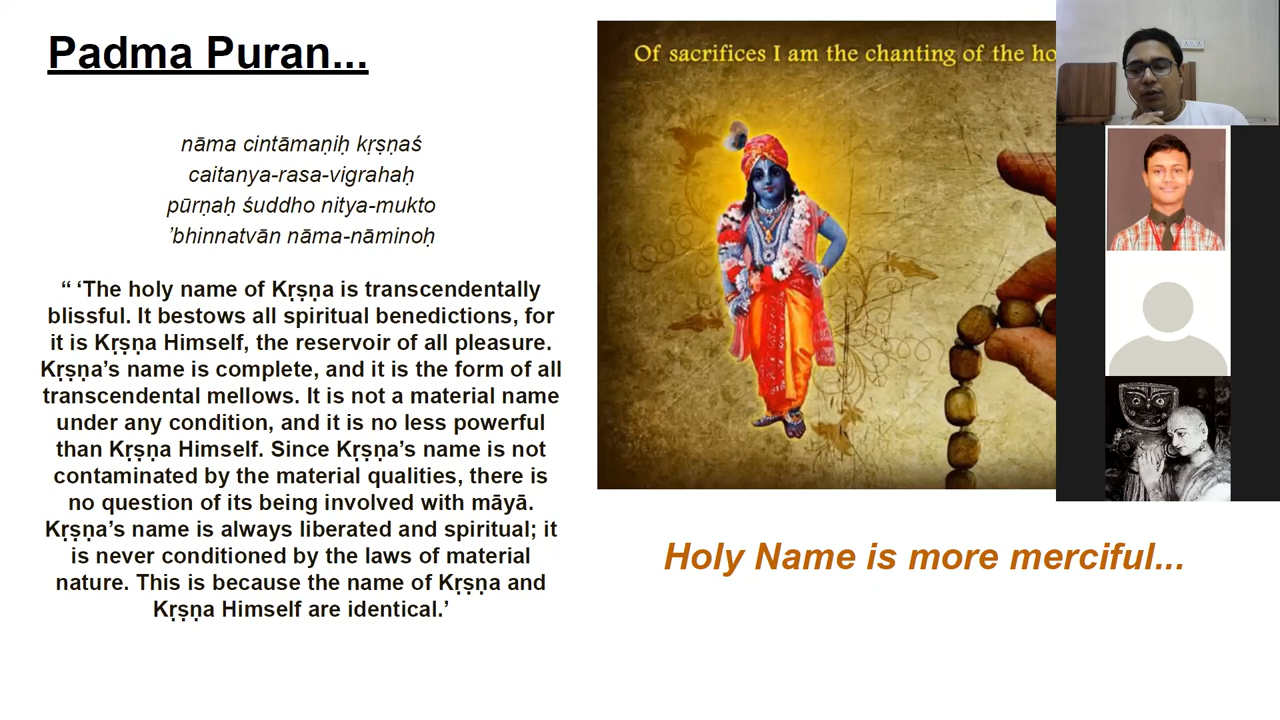 Padma Puran...
nāma cintāmaṇiḥ kṛṣṇaś
caitanya-rasa-vigrahaḥ
pūrṇaḥ śuddho nitya-mukto
’bhinnatvān nāma-nāminoḥ
“ ‘The holy name of Kṛṣṇa is transcendentally
blissful. It bestows all spiritual benedictions, for
it is Kṛṣṇa Himself, the reservoir of all pleasure.
Kṛṣṇa’s name is complete, and it is the form of all
transcendental mellows. It is not a material name
under any condition, and it is no less powerful
than Kṛṣṇa Himself. Since Kṛṣṇa’s name is not
contaminated by the material qualities, there is
no question of its being involved with māyā.
Kṛṣṇa’s name is always liberated and spiritual; it
is never conditioned by the laws of material
nature. This is because the name of Kṛṣṇa and
Kṛṣṇa Himself are identical.’
Of sacrifices I am the chanting of the ho
Holy Name is more merciful...